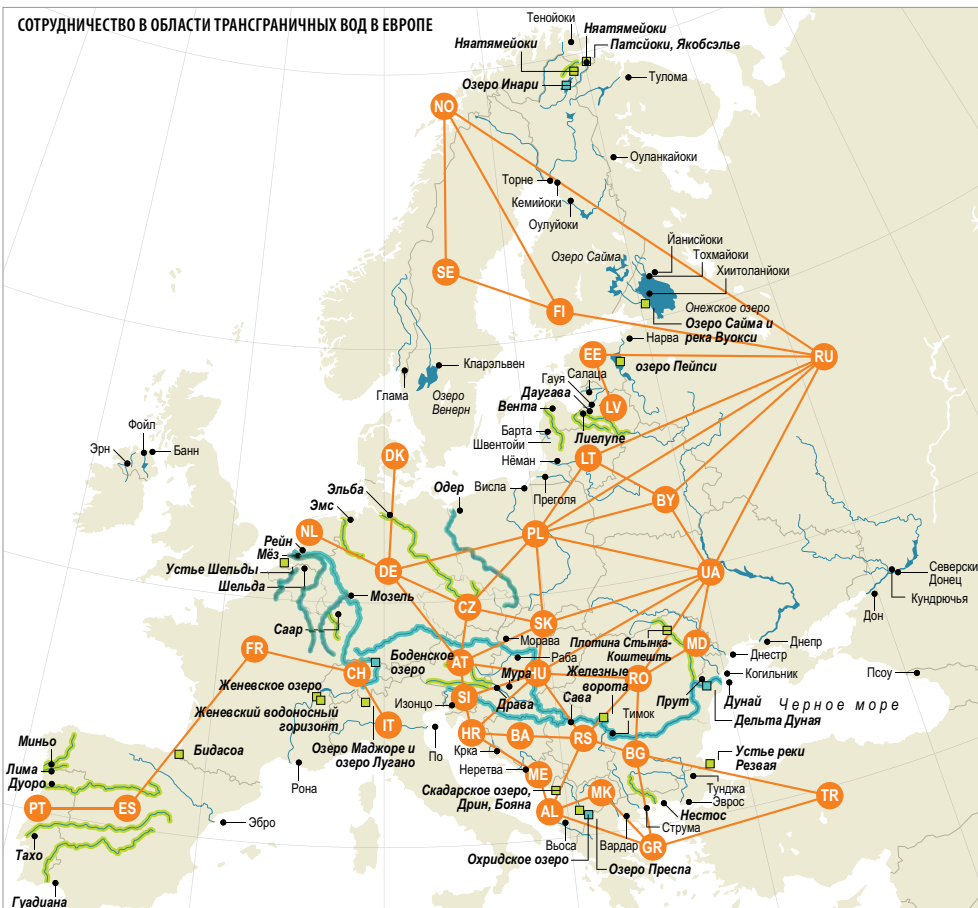 СОТРУДНИЧЕСТВО В ОБЛАСТИ ТРАНСГРАНИЧНЫХ ВОД В ЕВРОПЕ
Тенойоки
Няатямейоки
Няатямейоки
Патсйоки, Якобсэльв
Озеро Инари
Тулома
NO
Оуланкайоки
Торне
Кемийоки
Оулуйоки
Йанисйоки
Тохмайоки
Хиитоланйоки
Озеро Сайма
SE
Онежское озеро
FI
Озеро Сайма и
река Вуокси
Нарва
EE
RU
озеро Пейпси
Кларэльвен
Глама
Озеро
Венерн
Гауя
Салаца
Даугава
Вента
LV
Лиелупе
Барта
Швентойи
Фойл
Эрн
Банн
DK
Нёман
LT
Висла
Преголя
Эльба
Одер
Эмс
BY
NL
PL
Рейн
Мёз
Устье Шельды
Шельда
DE
UA
Северски
Донец
Кундрючья
Дон
Мозель
CZ
Саар
SK
Плотина Стынка-
Коштешть
MD
Днепр
Днестр
FR
Морава
Раба
Боденское
озеро
AT
Мура
HU
Железные
ворота
RO
Когильник
Псоу
CH
Женевское озеро
SI
Драва
Сава
Прут
Дунай
Черное море
Дельта Дуная
Женевский водоносный
горизонт
Изонцо
Тимок
IT
HR
BA
RS
BG
Миньо
Бидасоа
Озеро Маджоре и
озеро Лугано
По
Крка
Устье реки
Резвая
Лима
Дуоро
Рона
Неретва
ME
Скадарское озеро,
Дрин, Бояна
MK
Тунджа
Эврос
TR
PT
ES
AL
Нестос
Струма
Эбро
Вьоса
Вардар
GR
Тахо
Охридское озеро
Озеро Преспа
Гуадиана